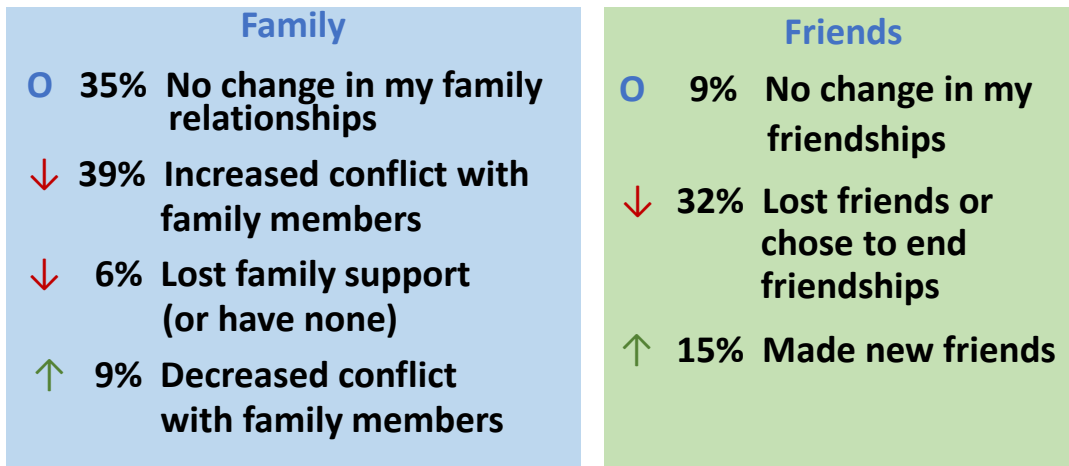 Family
O 35% No change in my family
relationships
↓ 39% Increased conflict with
family members
↓ 6% Lost family support
(or have none)
↑ 9% Decreased conflict
with family members
Friends
O 9% No change in my
friendships
↓ 32% Lost friends or
chose to end
friendships
↑ 15% Made new friends